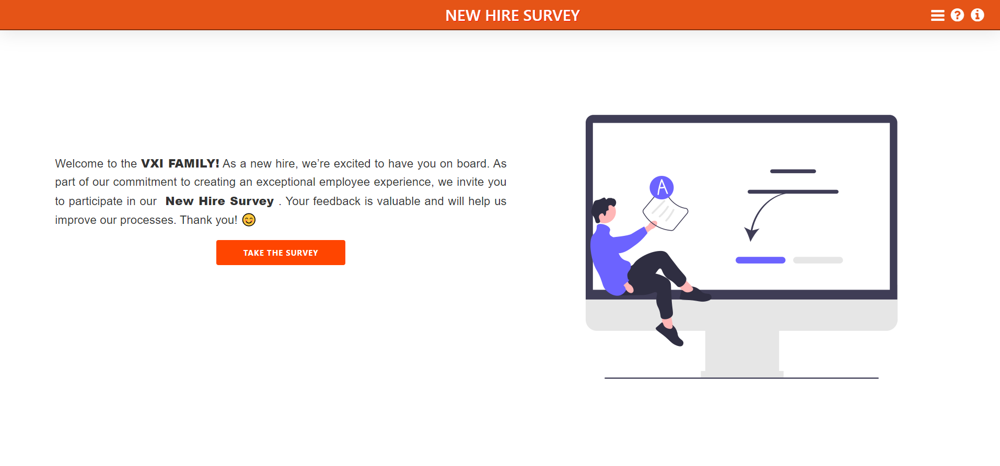 NEW HIRE SURVEY
Welcome to the VXI FAMILY! As a new hire, we’re excited to have you on board. As
part of our commitment to creating an exceptional employee experience, we invite you
to participate in our New Hire Survey . Your feedback is valuable and will help us
improve our processes. Thank you! 😊
TAKE THE SURVEY
A